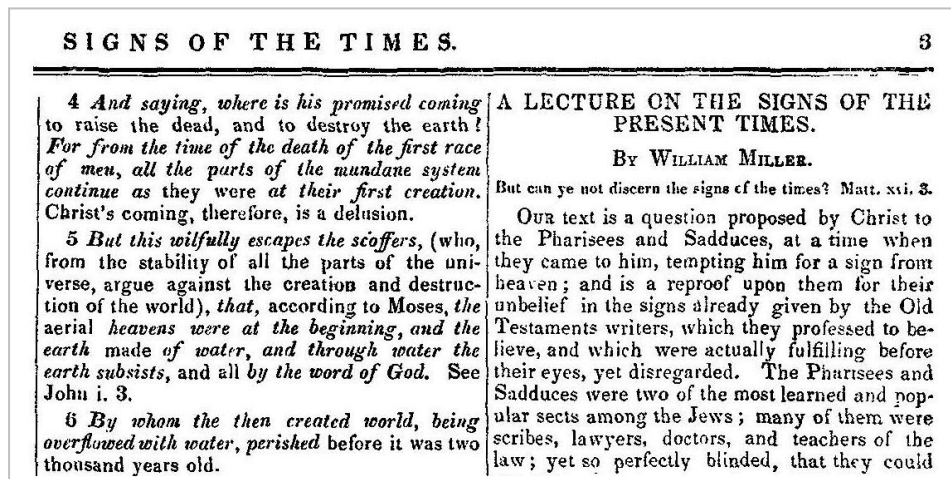 SIGNS OF THE TIMES. 3
4 And saying, where is his promised coming
to raise the dead, and to destroy the earth?
For from the time of the death of the first race
of men, all the parts of the mundane system
continue as they were at their first creation.
Christ's coming, therefore, is a delusion.
5 But this wilfully escapes the scoffers, (who,
from the stability of all the parts of the uni-
verse, argue against the creation and destruc-
tion of the world), that, according to Moses, the
aerial heavens were at the beginning, and the
earth made of water, and through water the
earth subsists, and all by the word of God. See
John i. 3.
6 By whom the then created world, being
overflowed with water, perished before it was two
thousand years old.
A LECTURE ON THE SIGNS OF THE
PRESENT TIMES.
BY WILLIAM MILLER.
But can ye not discern the signs of the times? Matt. xvi. 3.
OUR text is a question proposed by Christ to
the Pharisees and Sadduces, at a time when
they came to him, tempting him for a sign from
heaven; and is a reproof upon them for their
unbelief in the signs already given by the Old
Testaments writers, which they professed to be-
lieve, and which were actually fulfilling before
their eyes, yet disregarded. The Pharisees and
Sadduces were two of the most learned and pop-
ular sects among the Jews; many of them were
scribes, lawyers, doctors, and teachers of the
law; yet so perfectly blinded, that they could